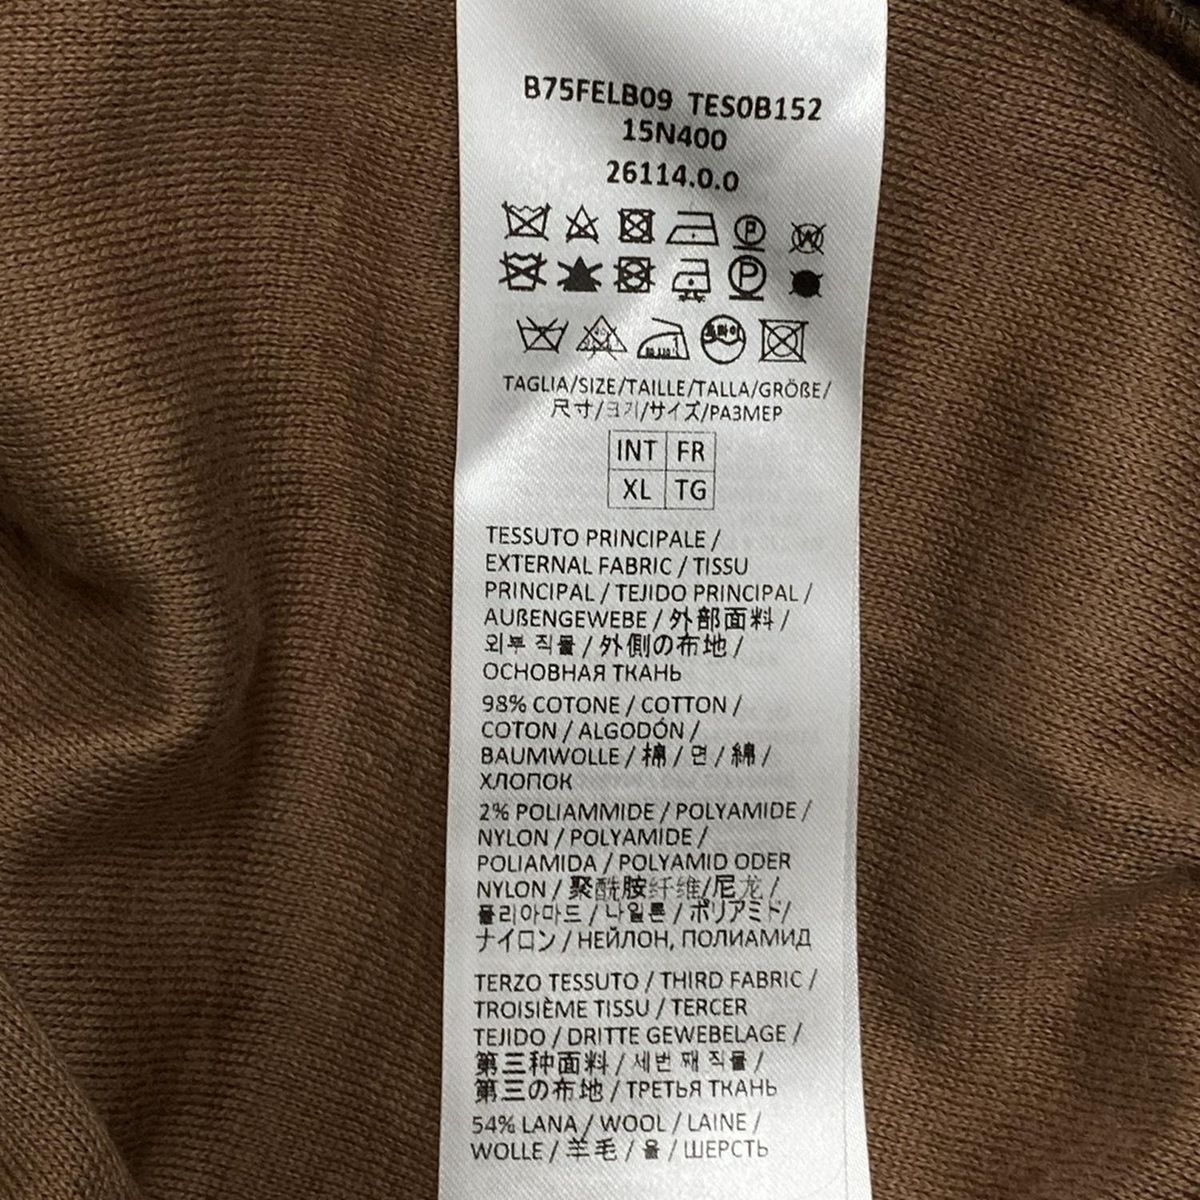 B75FELB09 TES0B152
15N400
26114.0.0
TAGLIA/SIZE/TAILLE/TALLA/GRÖßE/
尺寸/크기/サイズ/РАЗМЕР
INT FR
XL TG
TESSUTO PRINCIPALE /
EXTERNAL FABRIC / TISSU
PRINCIPAL / TEJIDO PRINCIPAL /
AUßENGEWEBE / 外部面料 /
외부 직물 / 外側の布地 /
ОСНОВНАЯ ТКАНЬ
98% COTONE / COTTON /
COTON / ALGODÓN /
BAUMWOLLE / 棉 / 면 / 綿 /
ХЛОПОК
2% POLIAMMIDE / POLYAMIDE /
NYLON / POLYAMIDE /
POLIAMIDA / POLYAMID ODER
NYLON / 聚酰胺纤维/尼龙 /
폴리아마드 / 나일론 / ポリアミド/
ナイロン / НЕЙЛОН, ПОЛИАМИД
TERZO TESSUTO / THIRD FABRIC /
TROISIÈME TISSU / TERCER
TEJIDO / DRITTE GEWEBELAGE /
第三种面料 / 세번 째 직물 /
第三の布地 / ТРЕТЬЯ ТКАНЬ
54% LANA / WOOL / LAINE /
WOLLE / 羊毛 / 울 / ШЕРСТЬ